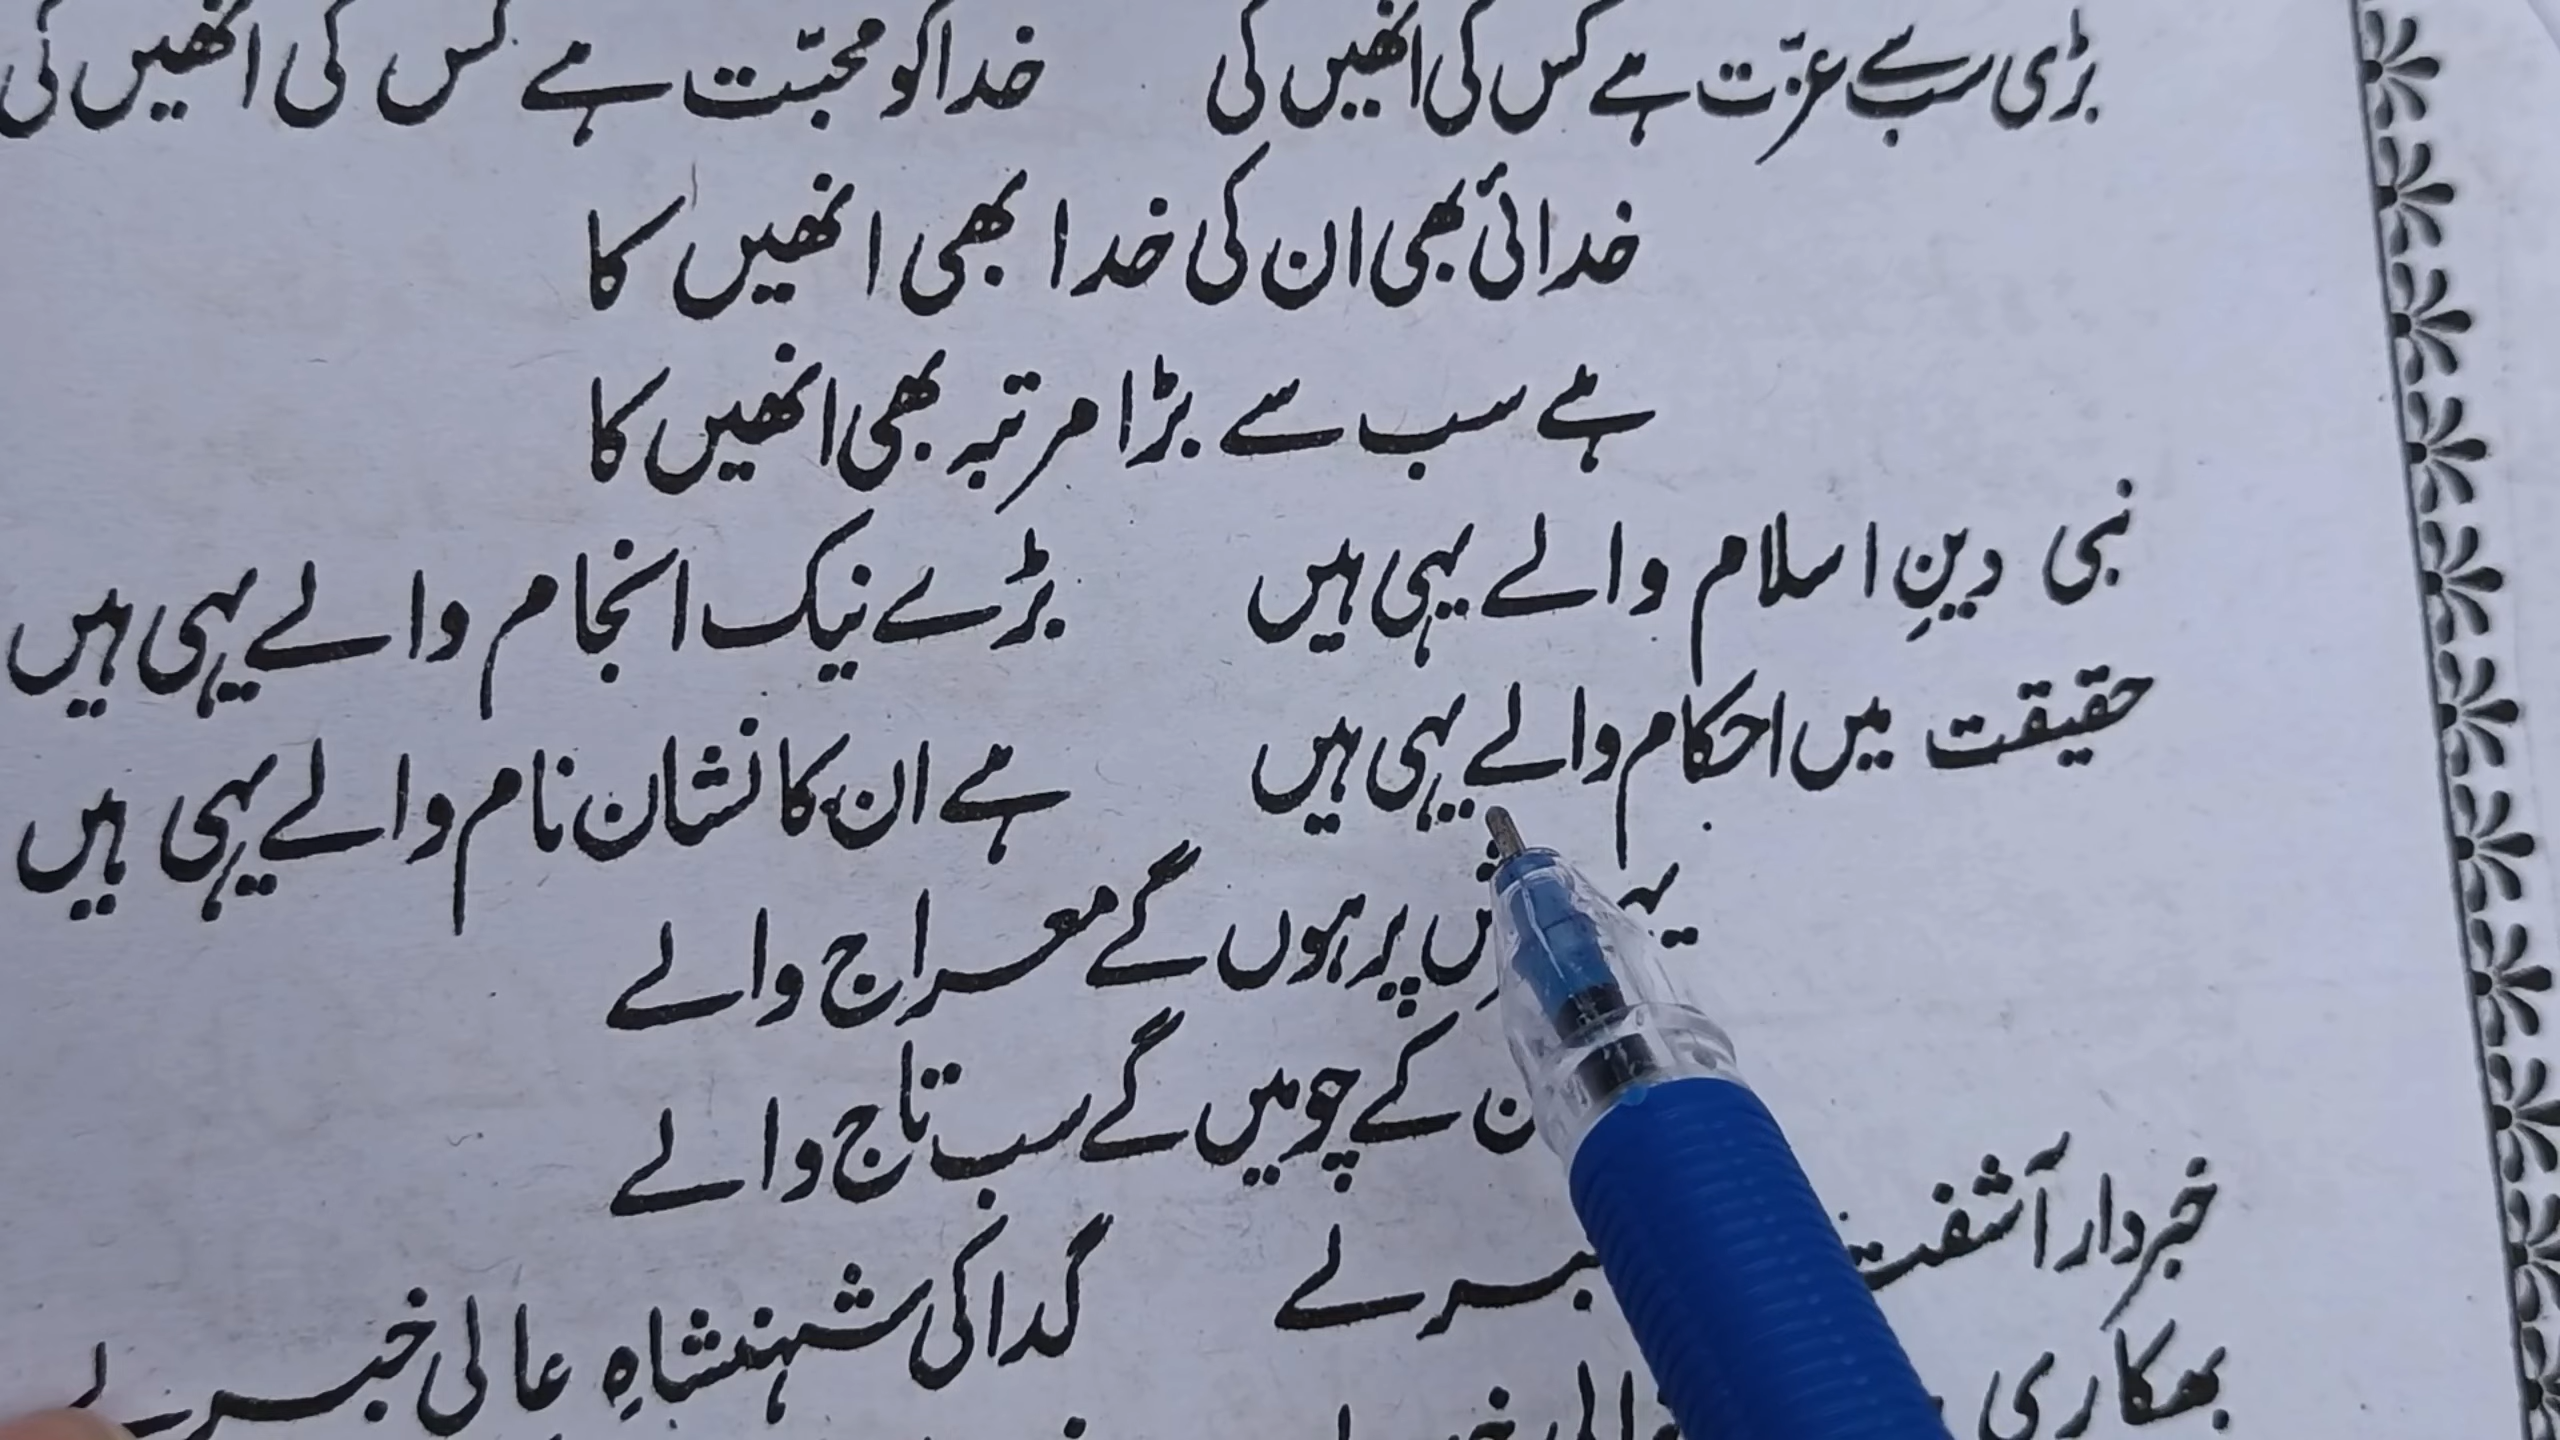 بڑی سب سے عزّت ہے کس کی انھیں کی خدا کو محبّت ہے کس کی انھیں کی
خدائی بھی ان کی خدا بھی انھیں کا
ہے سب سے بڑا مرتبہ بھی انھیں کا
نبی دینِ اسلام والے یہی ہیں بڑے نیک انجام والے یہی ہیں
حقیقت میں احکام والے یہی ہیں ہے ان کا نشان نام والے یہی ہیں
پر ہوں گے معراج والے
کے چومیں گے سب تاج والے
خبردار آشفتہ لے گدا کی شہنشاہِ عالی خبر لے
بھکاری